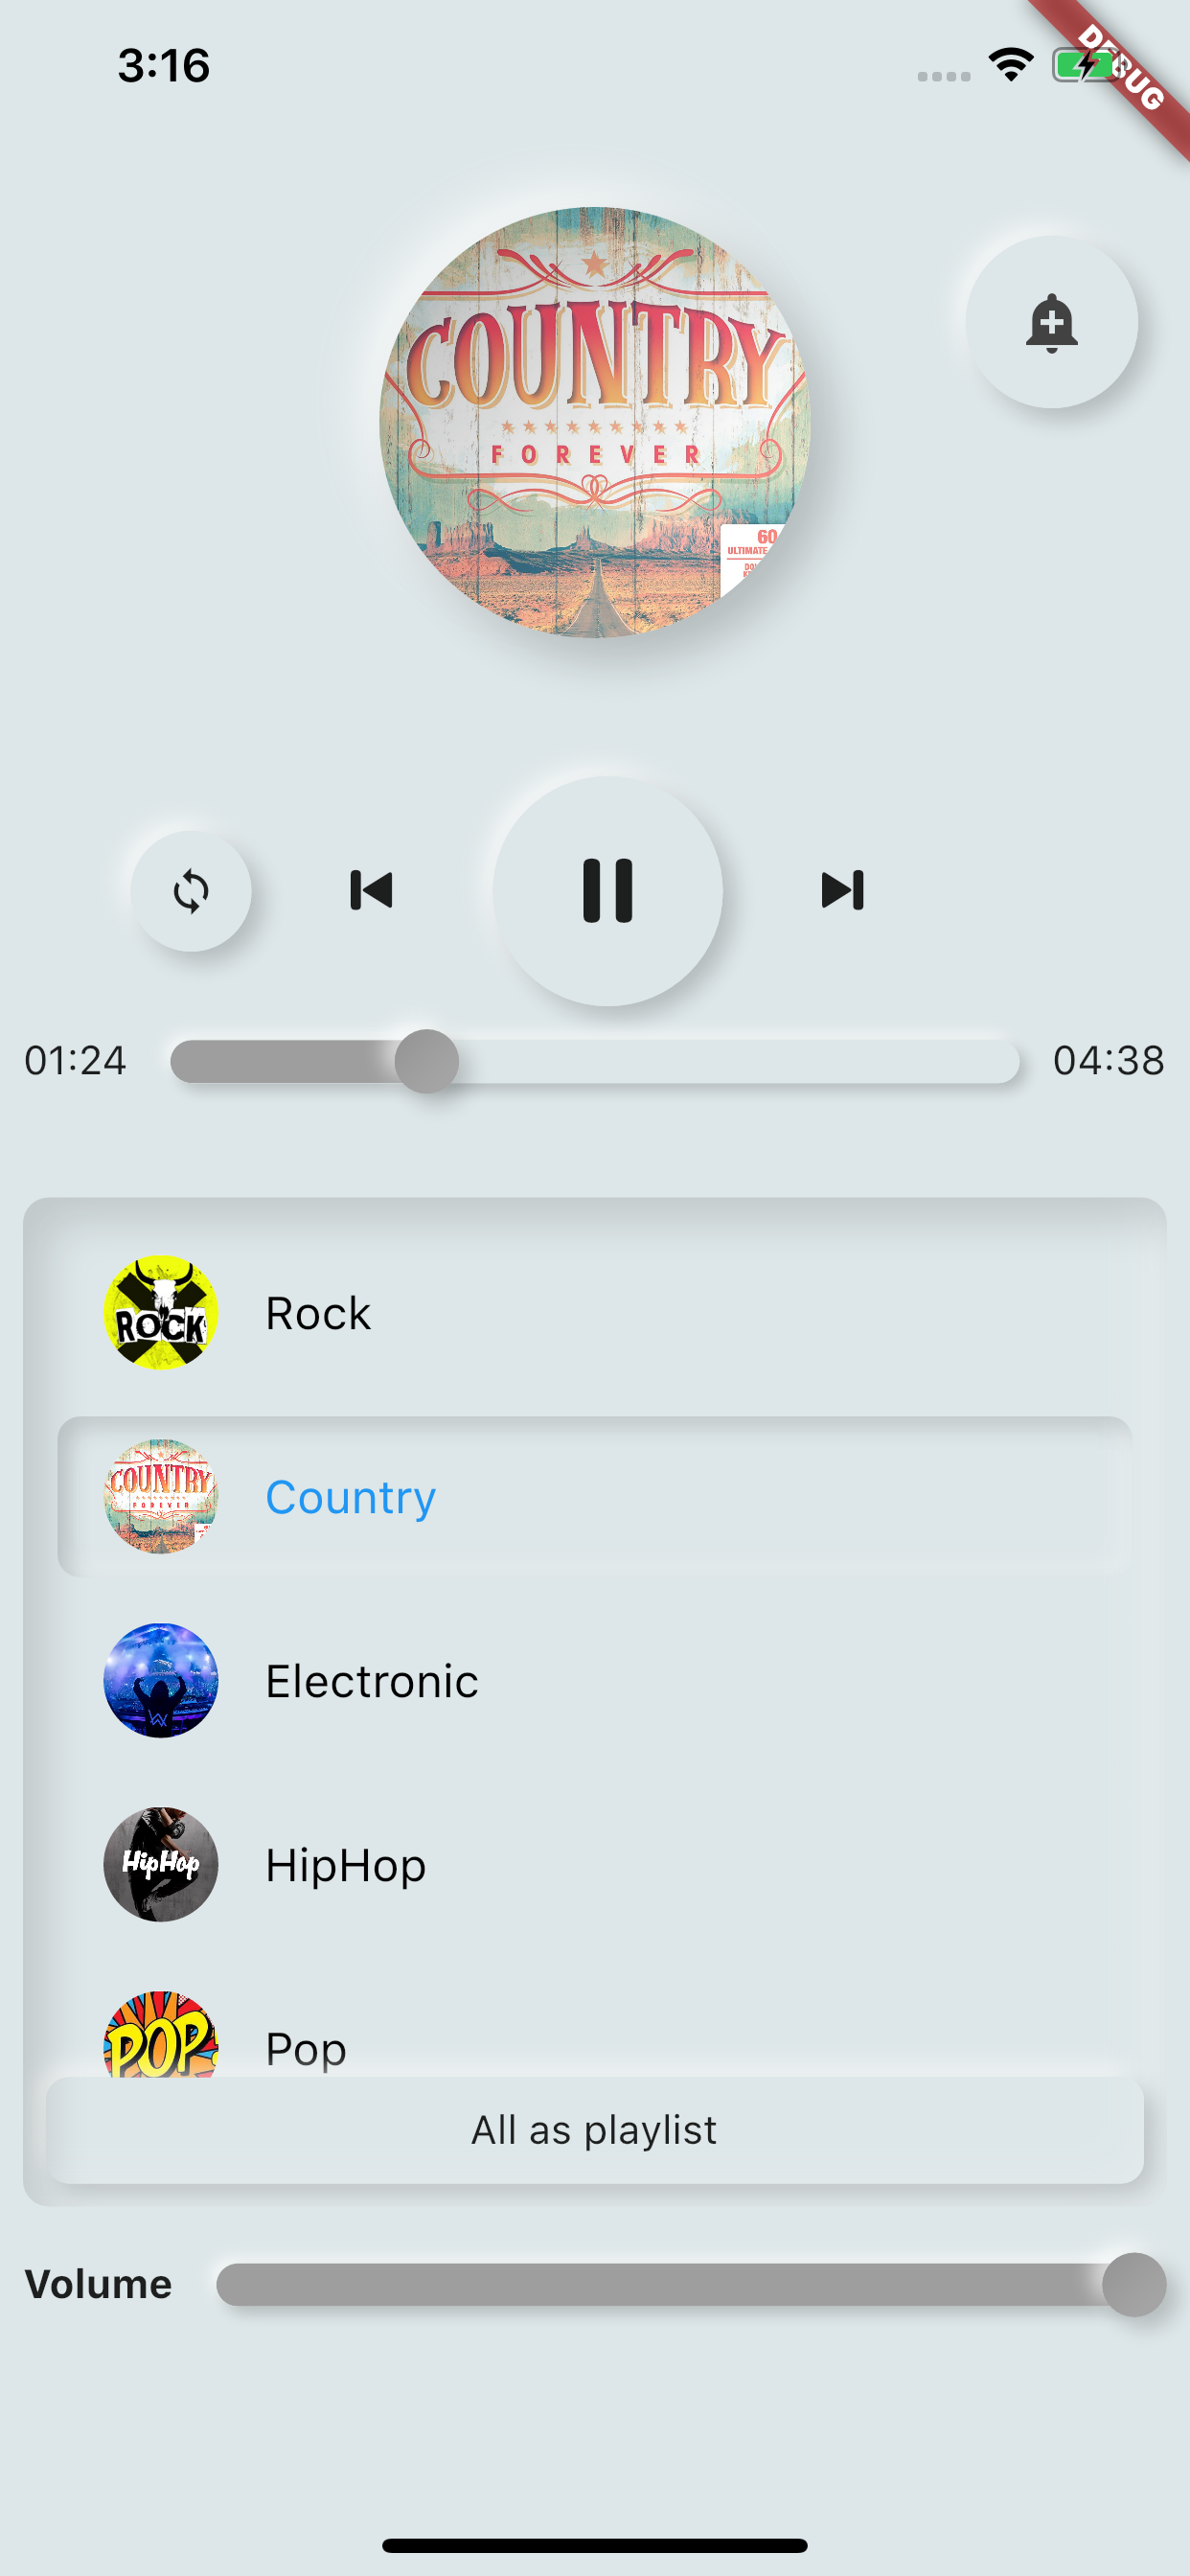 3:16
DEBUG
COUNTRY
FOREVER
60
ULTIMATE
01:24
04:38
ROCK
Rock
COUNTRY
FOREVER
Country
Electronic
HipHop
HipHop
POP
Pop
All as playlist
Volume